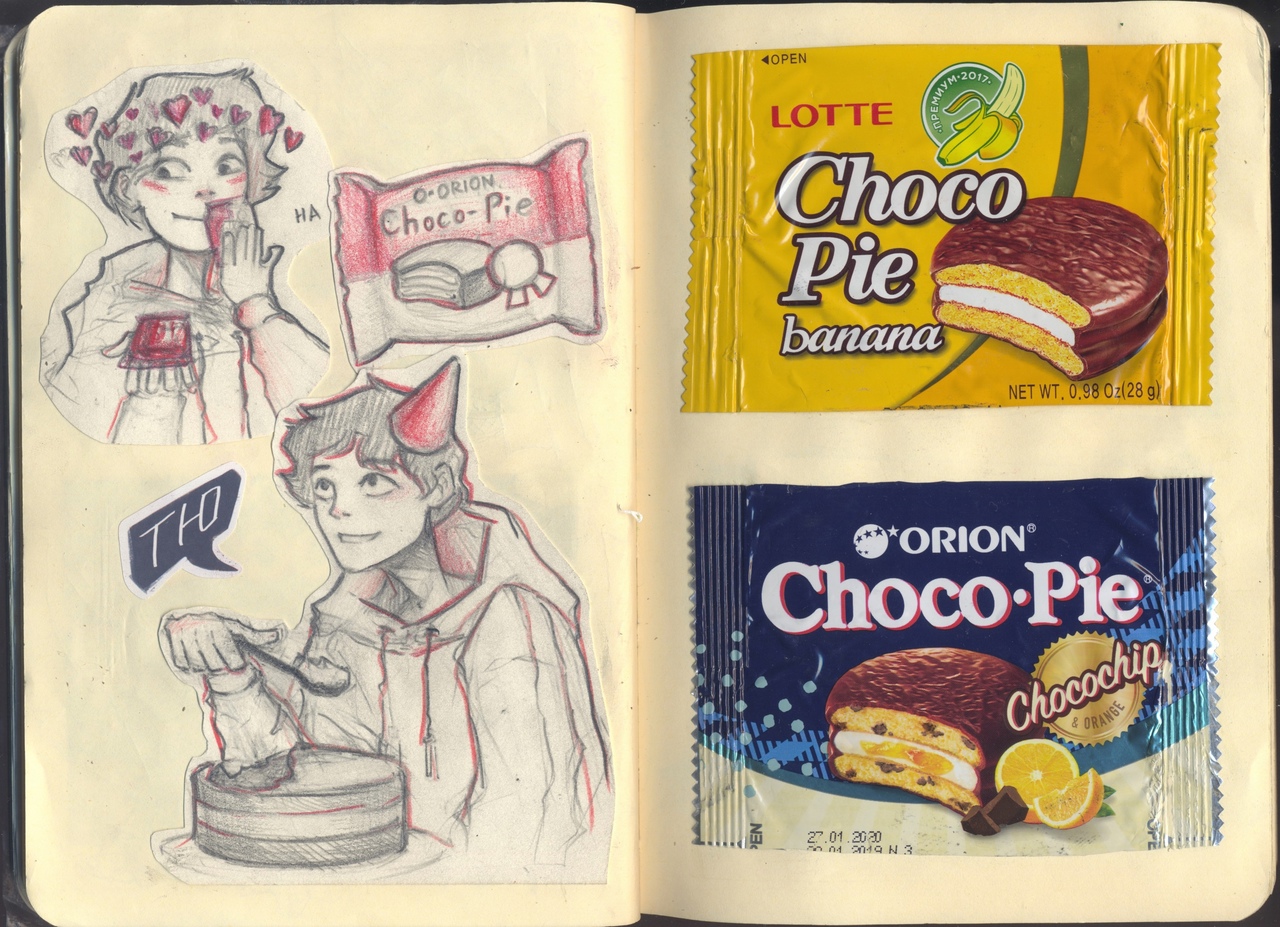 HA
O-ORION
Choco-Pie
ТНО
◄OPEN
LOTTE
ПРЕМИУМ·2017·
Choco
Pie
banana
NET WT. 0.98 Oz(28 g)
ORION®
Choco·Pie®
Chocochip
& ORANGE
27.01.2020